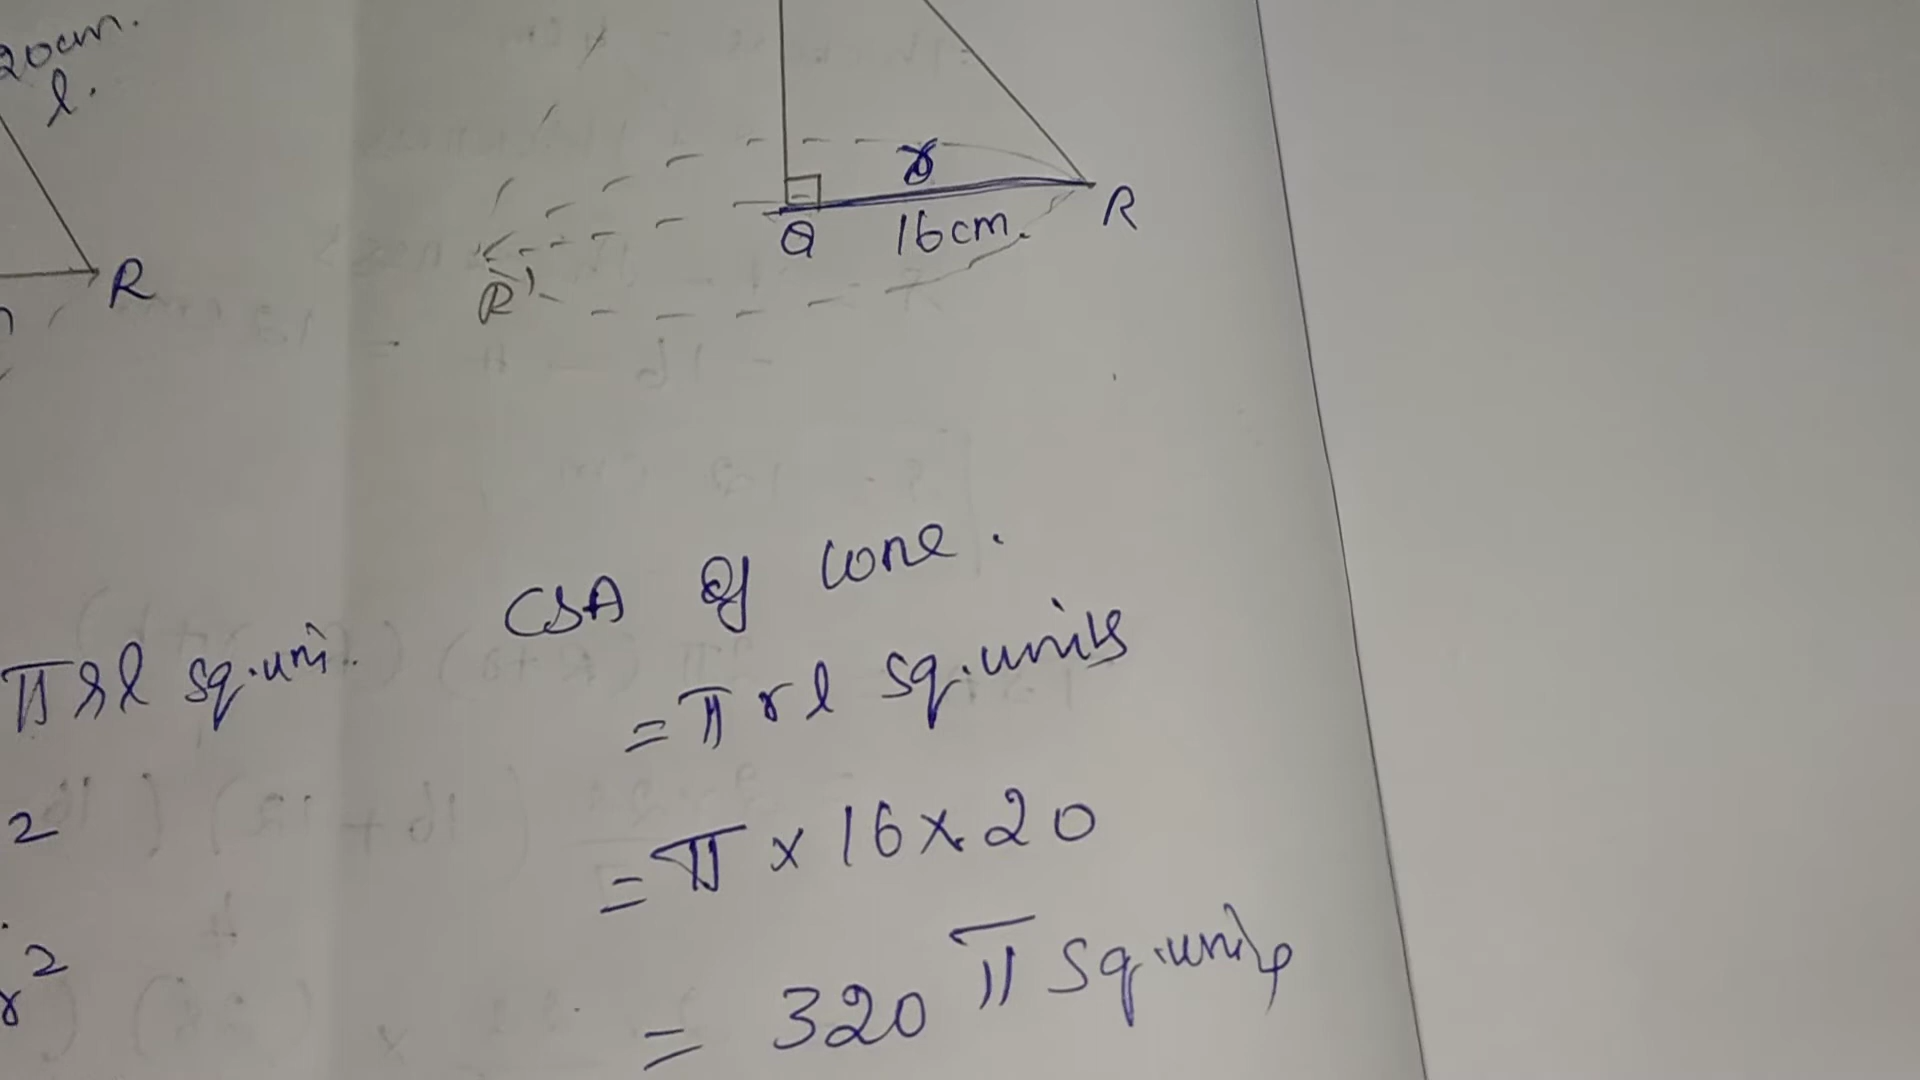 20cm.
l.
R
r
Q 16cm. R
R'
CSA of cone.
πrl sq.uni.
= πrl sq.units
2
= π × 16 × 20
r²
= 320 π sq.units